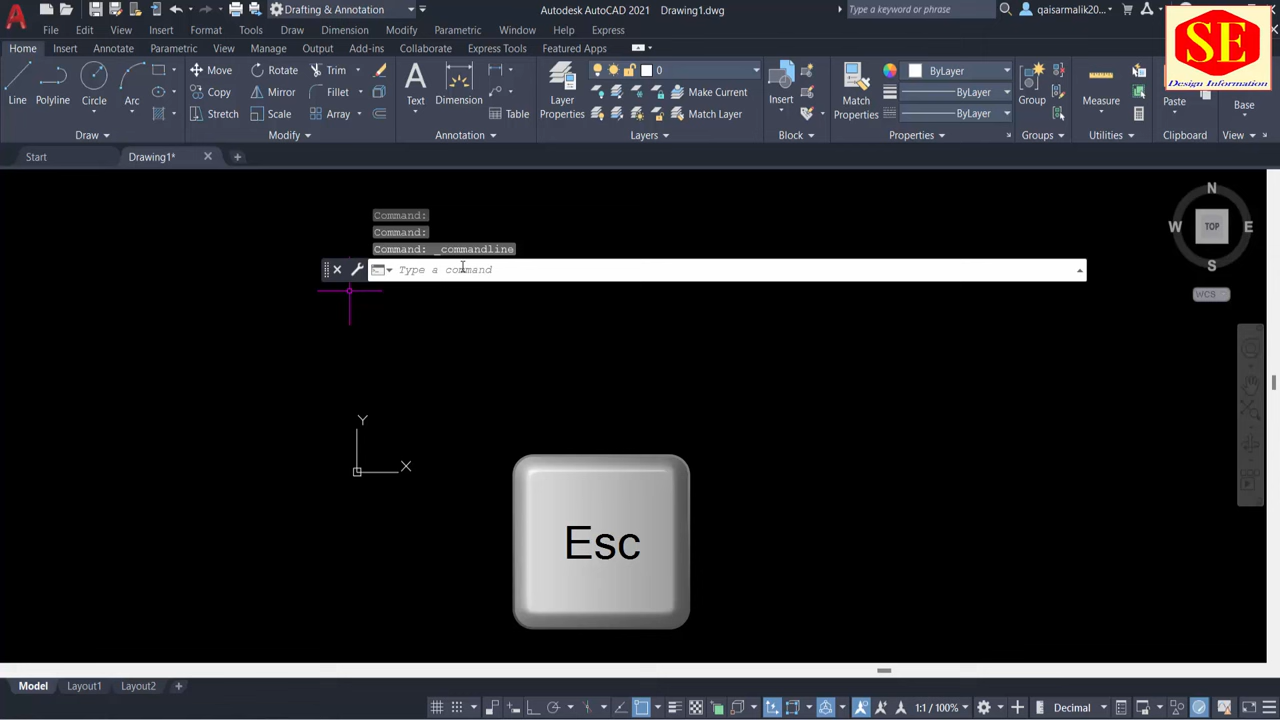 Drafting & Annotation
Autodesk AutoCAD 2021 Drawing1.dwg
Type a keyword or phrase
qaisarmalik20...
File Edit View Insert Format Tools Draw Dimension Modify Parametric Window Help Express
Home Insert Annotate Parametric View Manage Output Add-ins Collaborate Express Tools Featured Apps
Move Rotate Trim 0 ByLayer
Line Polyline Circle Arc Copy Mirror Fillet Text Dimension Layer Properties Make Current Insert Match Properties ByLayer Group Measure Paste Base
Stretch Scale Array Table Match Layer ByLayer
Draw Modify Annotation Layers Block Properties Groups Utilities Clipboard View
SE
Design Information
Start Drawing1*
Command:
Command:
Command: _commandline
Type a command
N
W TOP E
S
WCS
Y
X
Esc
Model Layout1 Layout2
1:1 / 100% Decimal